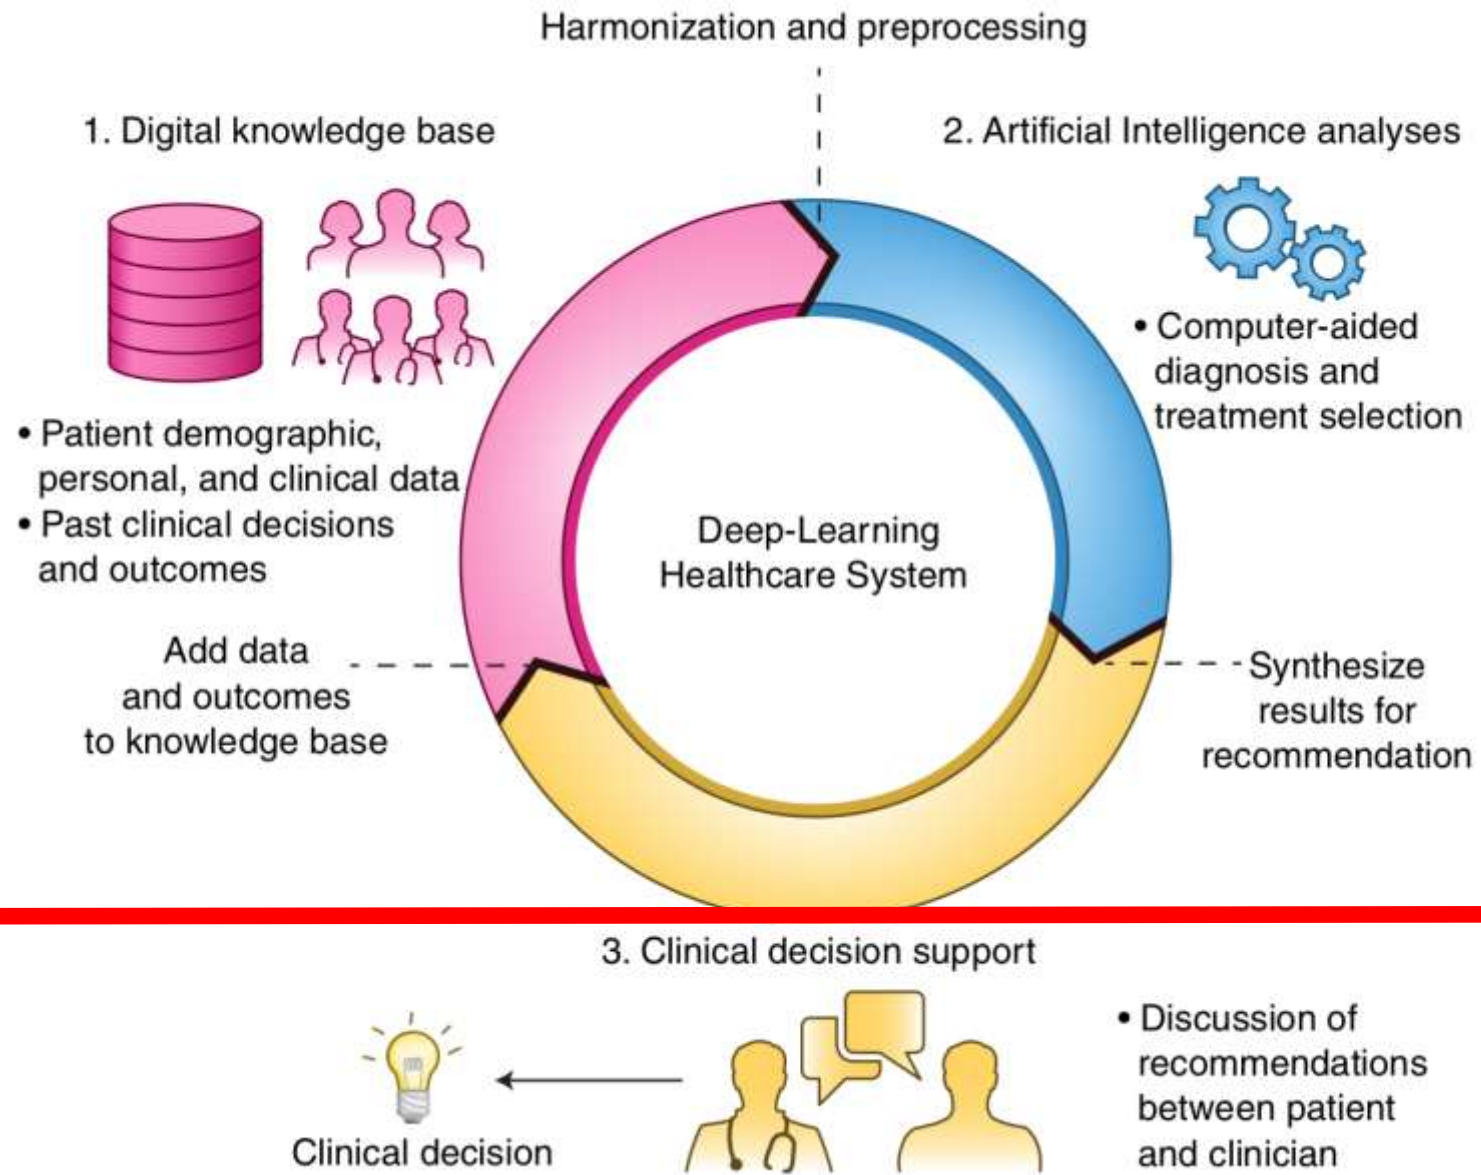 Harmonization and preprocessing
1. Digital knowledge base
2. Artificial Intelligence analyses
• Computer-aided
diagnosis and
treatment selection
• Patient demographic,
personal, and clinical data
• Past clinical decisions
and outcomes
Deep-Learning
Healthcare System
Add data
and outcomes
to knowledge base
Synthesize
results for
recommendation
3. Clinical decision support
• Discussion of
recommendations
between patient
and clinician
Clinical decision